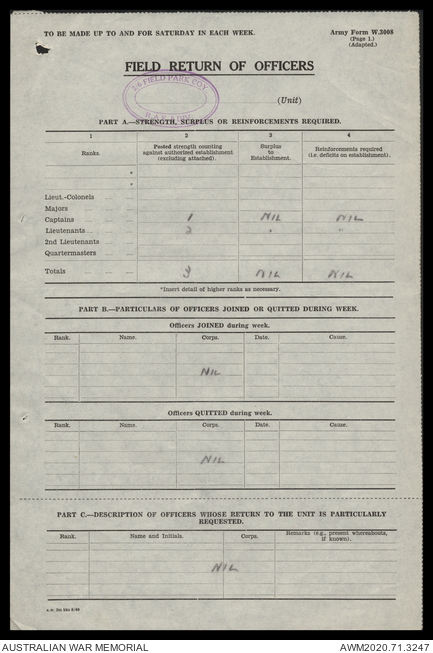 TO BE MADE UP TO AND FOR SATURDAY IN EACH WEEK.
Army Form W.3008
(Page 1.)
(Adapted.)
FIELD RETURN OF OFFICERS
FIELD PARK COY
(Unit)
PART A.—STRENGTH, SURPLUS OR REINFORCEMENTS REQUIRED.
1 2 3 4
Ranks. Posted strength counting against authorized establishment (excluding attached). Surplus to Establishment. Reinforcements required (i.e. deficits on establishment).
*
*
Lieut.-Colonels
Majors
Captains 1 NIL NIL
Lieutenants 2 " "
2nd Lieutenants
Quartermasters
Totals 3 NIL NIL
*Insert detail of higher ranks as necessary.
PART B.—PARTICULARS OF OFFICERS JOINED OR QUITTED DURING WEEK.
Officers JOINED during week.
Rank. Name. Corps. Date. Cause.
NIL
Officers QUITTED during week.
Rank. Name. Corps. Date. Cause.
NIL
PART C.—DESCRIPTION OF OFFICERS WHOSE RETURN TO THE UNIT IS PARTICULARLY
REQUESTED.
Rank. Name and Initials. Corps. Remarks (e.g., present whereabouts, if known).
NIL
AUSTRALIAN WAR MEMORIAL
AWM2020.71.3247